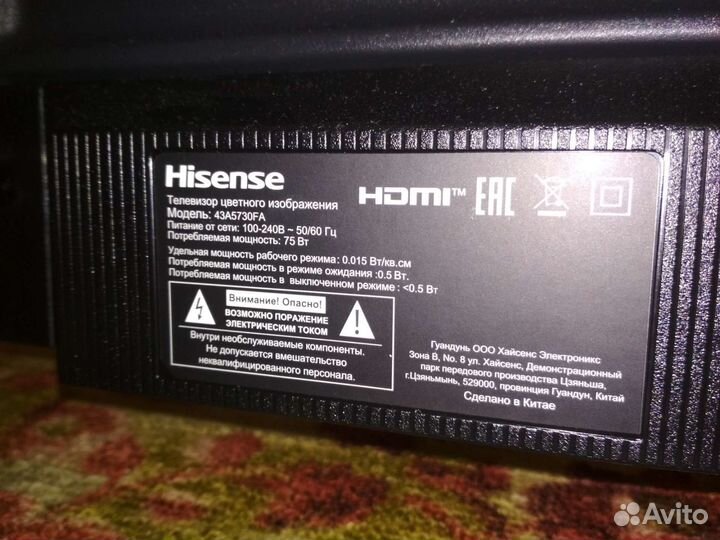 Hisense
HDMI™ EAC
Телевизор цветного изображения
Модель: 43A5730FA
Питание от сети: 100-240В ~ 50/60 Гц
Потребляемая мощность: 75 Вт
Удельная мощность рабочего режима: 0.015 Вт/кв.см
Потребляемая мощность в режиме ожидания :0.5 Вт.
Потребляемая мощность в выключенном режиме : <0.5 Вт
Внимание! Опасно!
ВОЗМОЖНО ПОРАЖЕНИЕ
ЭЛЕКТРИЧЕСКИМ ТОКОМ
Внутри необслуживаемые компоненты.
Не допускается вмешательство
неквалифицированного персонала.
Гуандунь ООО Хайсенс Электроникс
Зона В, No. 8 ул. Хайсенс, Демонстрационный
парк передового производства Цзяньша,
г.Цзяньмынь, 529000, провинция Гуандун, Китай
Сделано в Китае
Avito